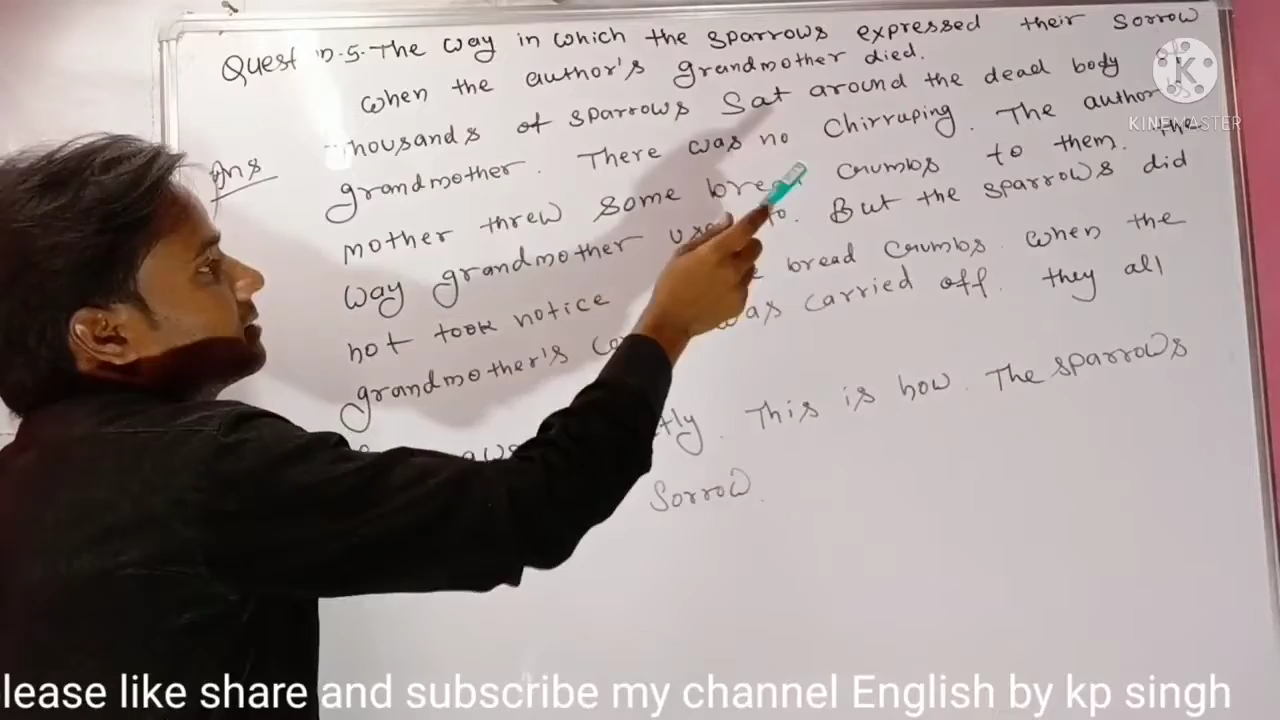 Quest n.5. The way in which the sparrows expressed their sorrow
when the author's grandmother died.
Ans Thousands of sparrows sat around the dead body
grandmother. There was no chirruping. The author
mother threw some bread crumbs to them. The
way grandmother used to. But the sparrows did
not took notice bread crumbs. when the
grandmother's was carried off. they all
This is how. The sparrows
sorrow.
KINEMASTER
lease like share and subscribe my channel English by kp singh